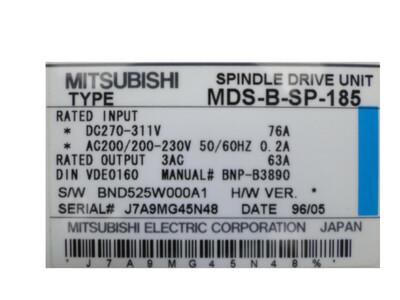 MITSUBISHI SPINDLE DRIVE UNIT
TYPE MDS-B-SP-185
RATED INPUT
* DC270-311V 76A
* AC200/200-230V 50/60HZ 0.2A
RATED OUTPUT 3AC 63A
DIN VDE0160 MANUAL# BNP-B3890
S/W BND525W000A1 H/W VER. *
SERIAL# J7A9MG45N48 DATE 96/05
MITSUBISHI ELECTRIC CORPORATION JAPAN
* J 7 A 9 M G 4 5 N 4 8 % *